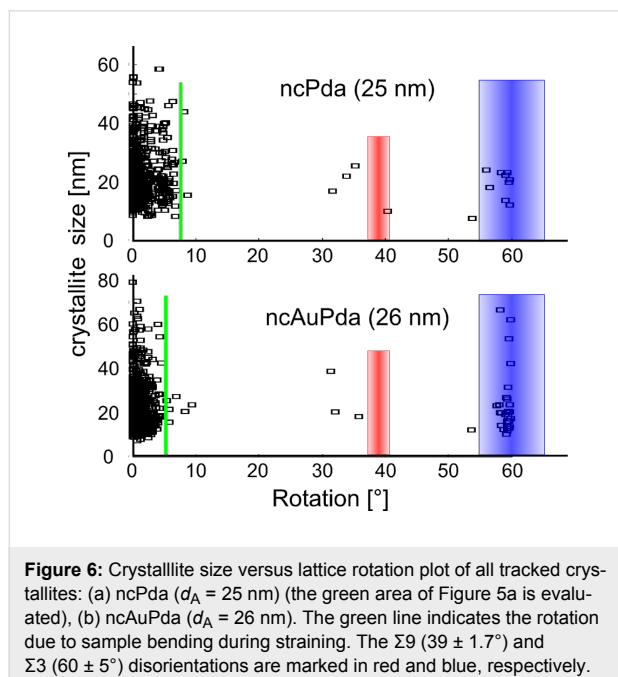 60
ncPda (25 nm)
40
20
0
0
10
20
30
40
50
60
crystallite size [nm]
80
ncAuPda (26 nm)
60
40
20
0
0
10
20
30
40
50
60
Rotation [°]
Figure 6: Crystalllite size versus lattice rotation plot of all tracked crys-
tallites: (a) ncPda (dA = 25 nm) (the green area of Figure 5a is evalu-
ated), (b) ncAuPda (dA = 26 nm). The green line indicates the rotation
due to sample bending during straining. The Σ9 (39 ± 1.7°) and
Σ3 (60 ± 5°) disorientations are marked in red and blue, respectively.